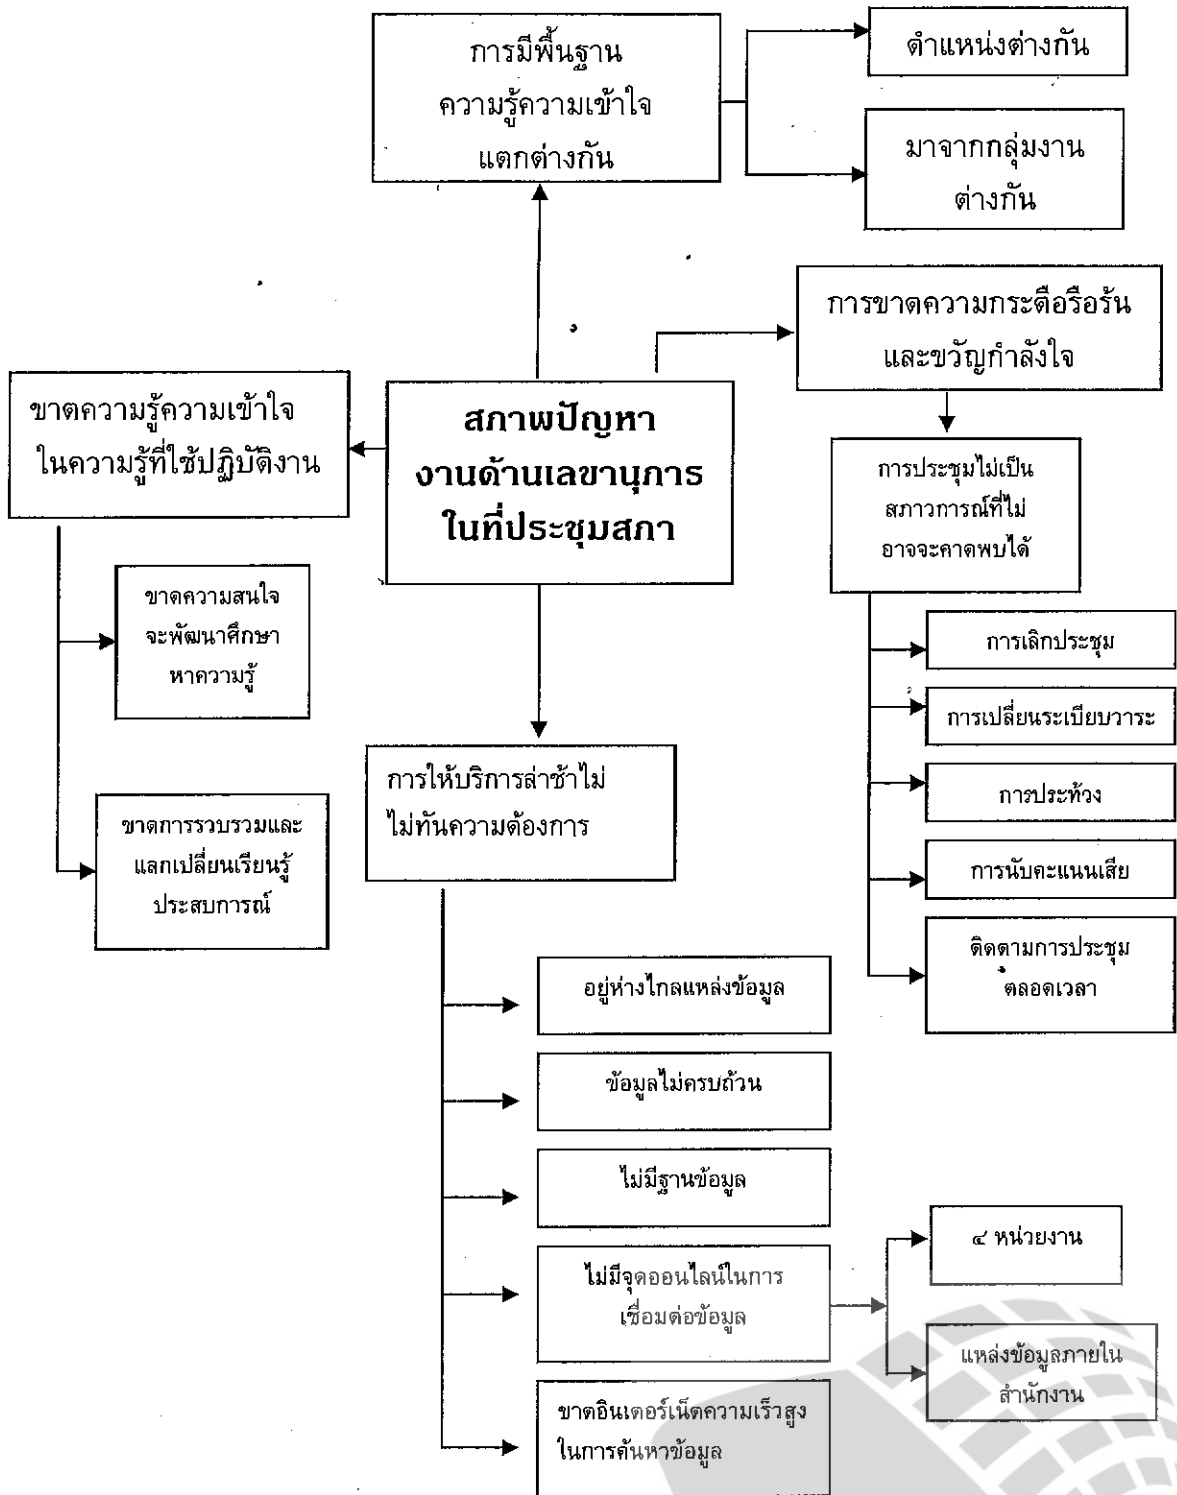 การมีพื้นฐาน
ความรู้ความเข้าใจ
แตกต่างกัน
ตำแหน่งต่างกัน
มาจากกลุ่มงาน
ต่างกัน
การขาดความกระตือรือร้น
และขวัญกำลังใจ
ขาดความรู้ความเข้าใจ
ในความรู้ที่ใช้ปฏิบัติงาน
สภาพปัญหา
งานด้านเลขานุการ
ในที่ประชุมสภา
การประชุมไม่เป็น
สภาวการณ์ที่ไม่
อาจจะคาดพบได้
ขาดความสนใจ
จะพัฒนาศึกษา
หาความรู้
การเลิกประชุม
การเปลี่ยนระเบียบวาระ
การประท้วง
การนับคะแนนเสีย
ติดตามการประชุม
ตลอดเวลา
การให้บริการล่าช้าไม่
ไม่ทันความต้องการ
ขาดการรวบรวมและ
แลกเปลี่ยนเรียนรู้
ประสบการณ์
อยู่ห่างไกลแหล่งข้อมูล
ข้อมูลไม่ครบถ้วน
ไม่มีฐานข้อมูล
ไม่มีจุดออนไลน์ในการ
เชื่อมต่อข้อมูล
๔ หน่วยงาน
แหล่งข้อมูลภายใน
สำนักงาน
ขาดอินเตอร์เน็ตความเร็วสูง
ในการค้นหาข้อมูล